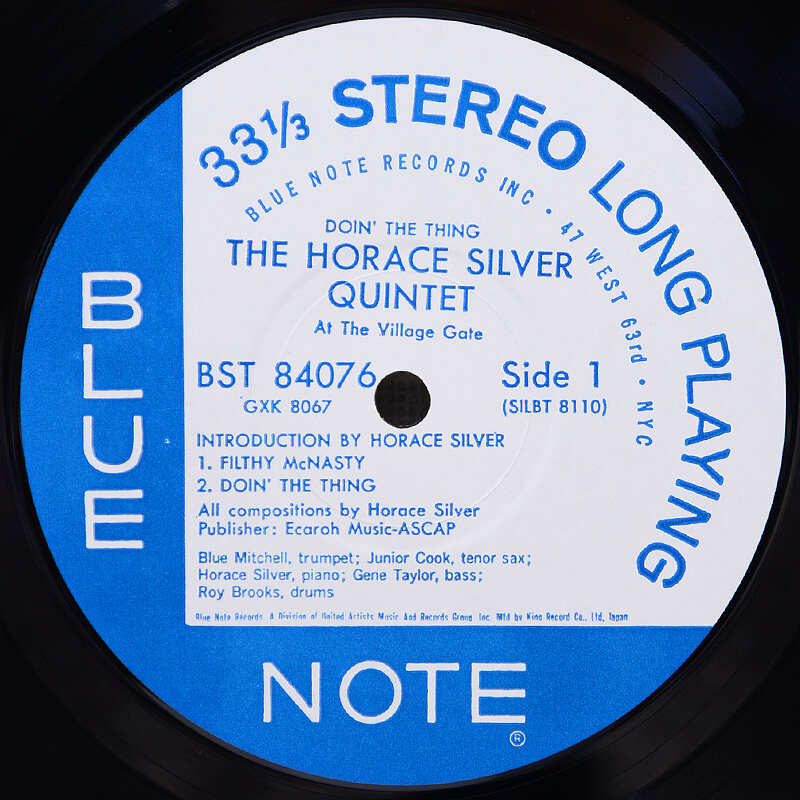 33⅓ STEREO LONG PLAYING
BLUE NOTE RECORDS INC · 47 WEST 63rd · NYC
DOIN' THE THING
THE HORACE SILVER
QUINTET
At The Village Gate
BST 84076
Side 1
GXK 8067
(SILBT 8110)
INTRODUCTION BY HORACE SILVER
1. FILTHY McNASTY
2. DOIN' THE THING
All compositions by Horace Silver
Publisher: Ecaroh Music-ASCAP
Blue Mitchell, trumpet; Junior Cook, tenor sax;
Horace Silver, piano; Gene Taylor, bass;
Roy Brooks, drums
Blue Note Records A Division of United Artists Music And Records Group Inc. Mfd by King Record Co., Ltd, Japan
BLUE
NOTE
®